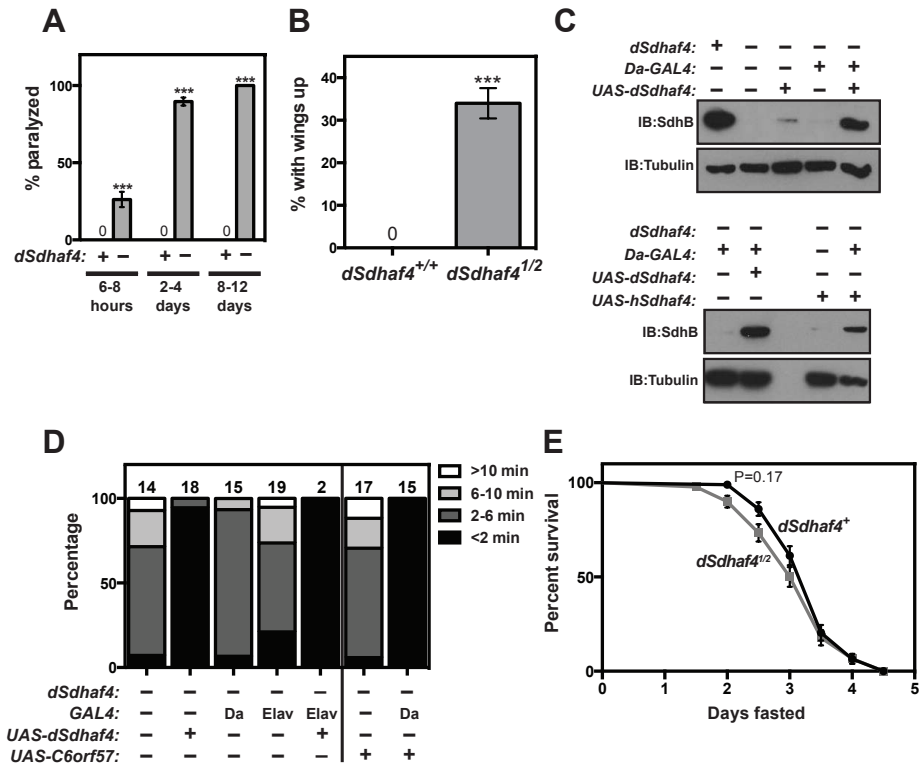 A
% paralyzed
100
50
0
0 *** 0 *** 0 ***
dSdhaf4: + – + – + –
6-8 hours
2-4 days
8-12 days
B
% with wings up
40
30
20
10
0
0
***
dSdhaf4+/+ dSdhaf41/2
C
dSdhaf4: + – – – –
Da-GAL4: – – – + +
UAS-dSdhaf4: – – + – +
IB:SdhB
IB:Tubulin
dSdhaf4: – – – –
Da-GAL4: + + – +
UAS-dSdhaf4: – + – –
UAS-hSdhaf4: – – + +
IB:SdhB
IB:Tubulin
D
Percentage
100
50
0
14 18 15 19 2 17 15
>10 min
6-10 min
2-6 min
<2 min
dSdhaf4: – – – – – – –
GAL4: – – Da Elav Elav – Da
UAS-dSdhaf4: – + – – + – –
UAS-C6orf57: – – – – – + +
E
Percent survival
100
50
0
P=0.17
dSdhaf4+
dSdhaf41/2
0 1 2 3 4 5
Days fasted